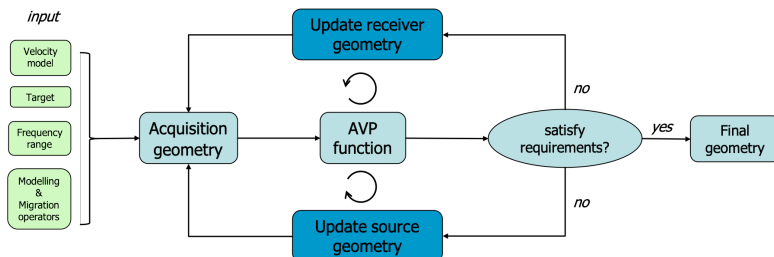 input
Velocity
model
Target
Frequency
range
Modelling
&
Migration
operators
Acquisition
geometry
Update receiver
geometry
AVP
function
Update source
geometry
satisfy
requirements?
no
no
yes
Final
geometry